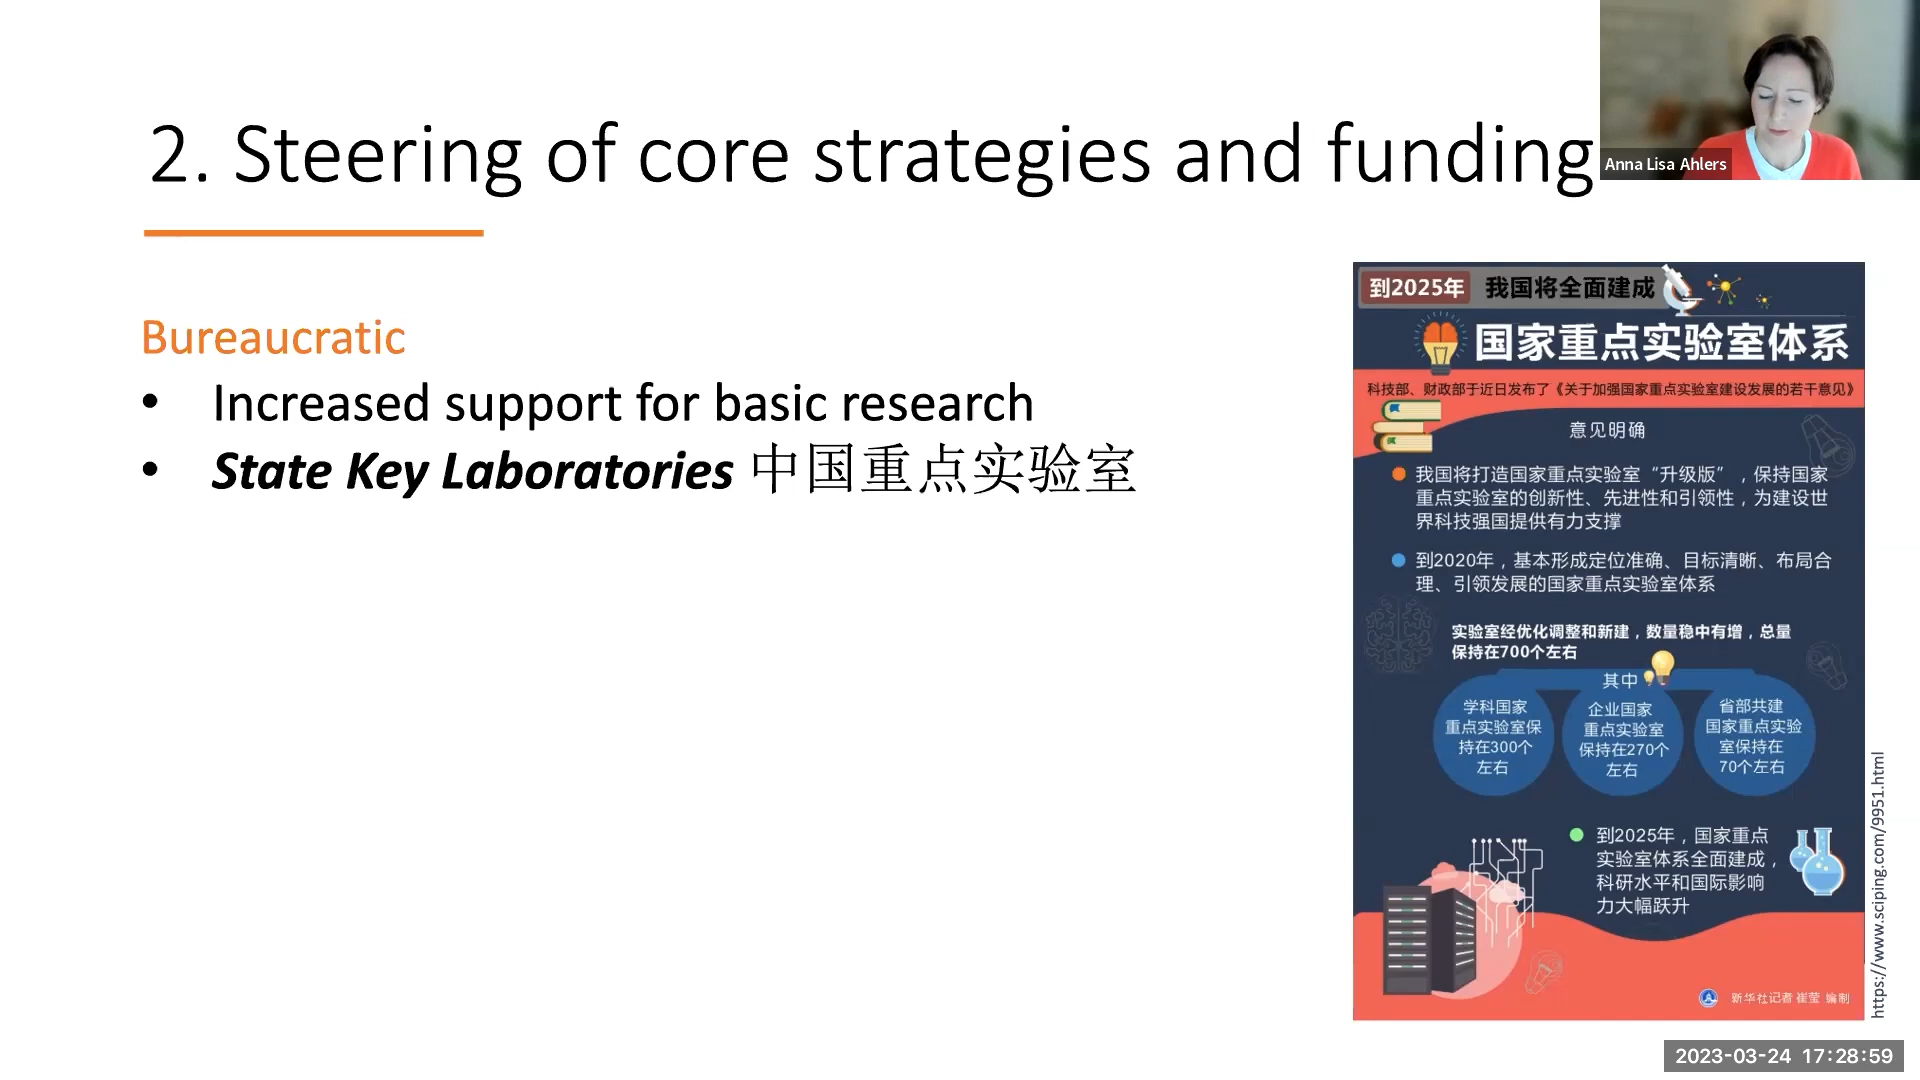 2. Steering of core strategies and funding
Anna Lisa Ahlers
Bureaucratic
• Increased support for basic research
• State Key Laboratories 中国重点实验室
到2025年 我国将全面建成
国家重点实验室体系
科技部、财政部于近日发布了《关于加强国家重点实验室建设发展的若干意见》
意见明确
我国将打造国家重点实验室“升级版”，保持国家
重点实验室的创新性、先进性和引领性，为建设世
界科技强国提供有力支撑
到2020年，基本形成定位准确、目标清晰、布局合
理、引领发展的国家重点实验室体系
实验室经优化调整和新建，数量稳中有增，总量
保持在700个左右
其中
学科国家
重点实验室保
持在300个
左右
企业国家
重点实验室
保持在270个
左右
省部共建
国家重点实验
室保持在
70个左右
到2025年，国家重点
实验室体系全面建成，
科研水平和国际影响
力大幅跃升
新华社记者 崔莹 编制
https://www.sciping.com/9951.html
2023-03-24 17:28:59